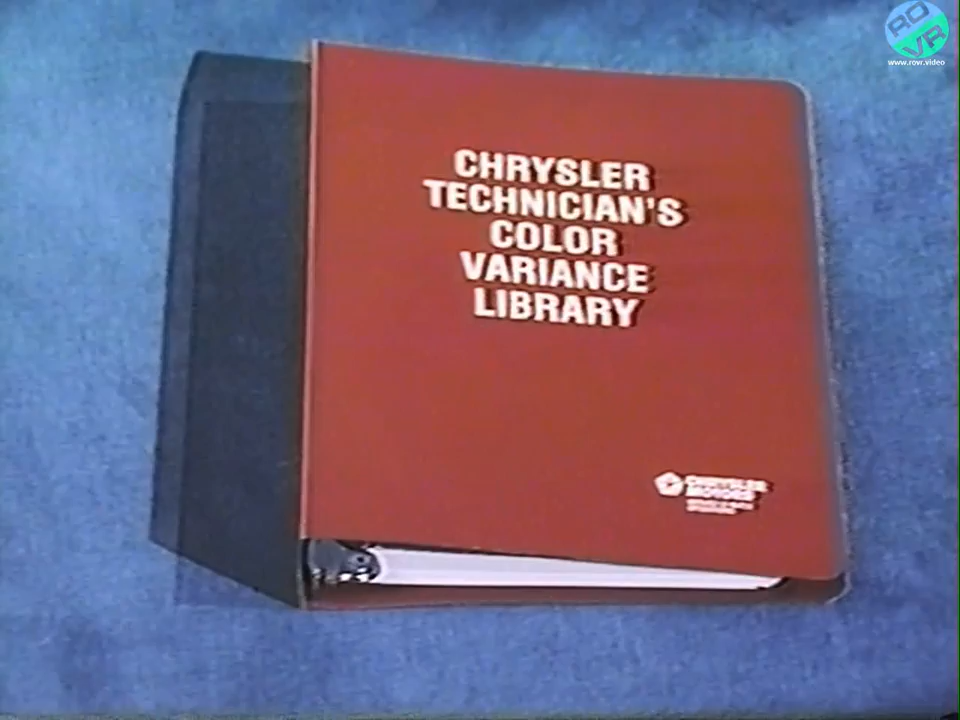 RO
VR
www.rovr.video
CHRYSLER
TECHNICIAN'S
COLOR
VARIANCE
LIBRARY
CHRYSLER
MOTORS